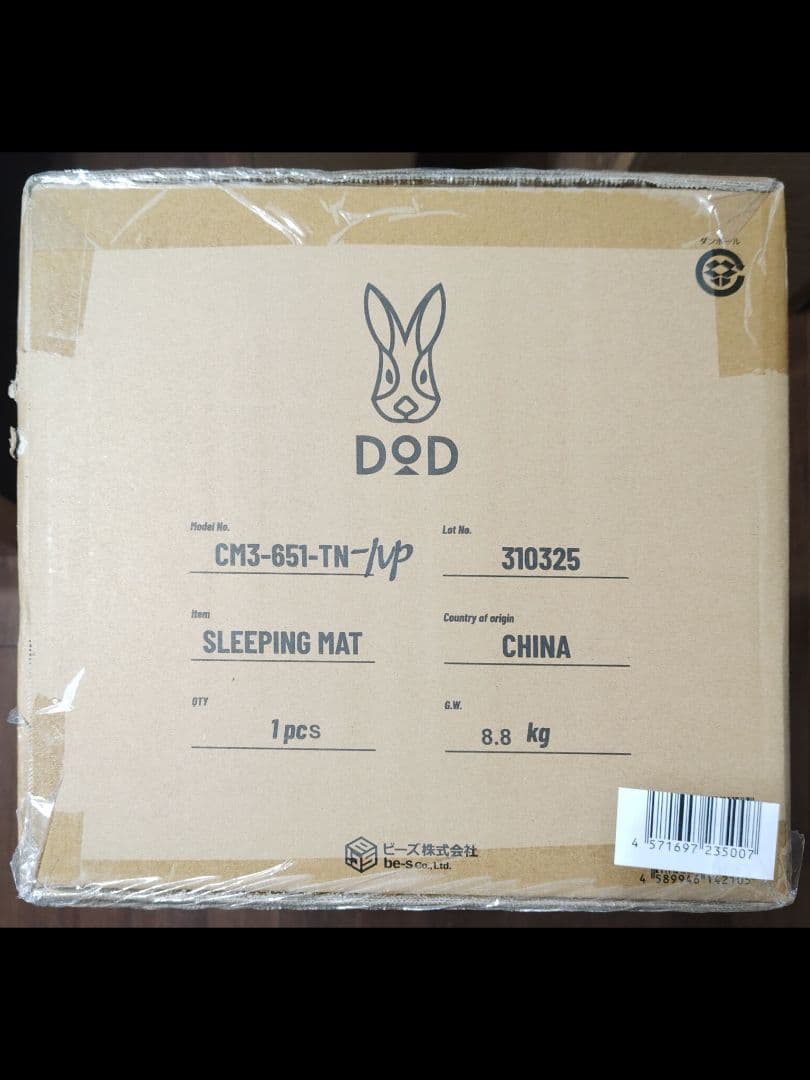 ダンボール
DOD
Model No.
CM3-651-TN
Lot No.
310325
Item
SLEEPING MAT
Country of origin
CHINA
QTY
1 pcs
G.W.
8.8 kg
ビーズ株式会社
be-s Co.,Ltd.
4 571697 235007